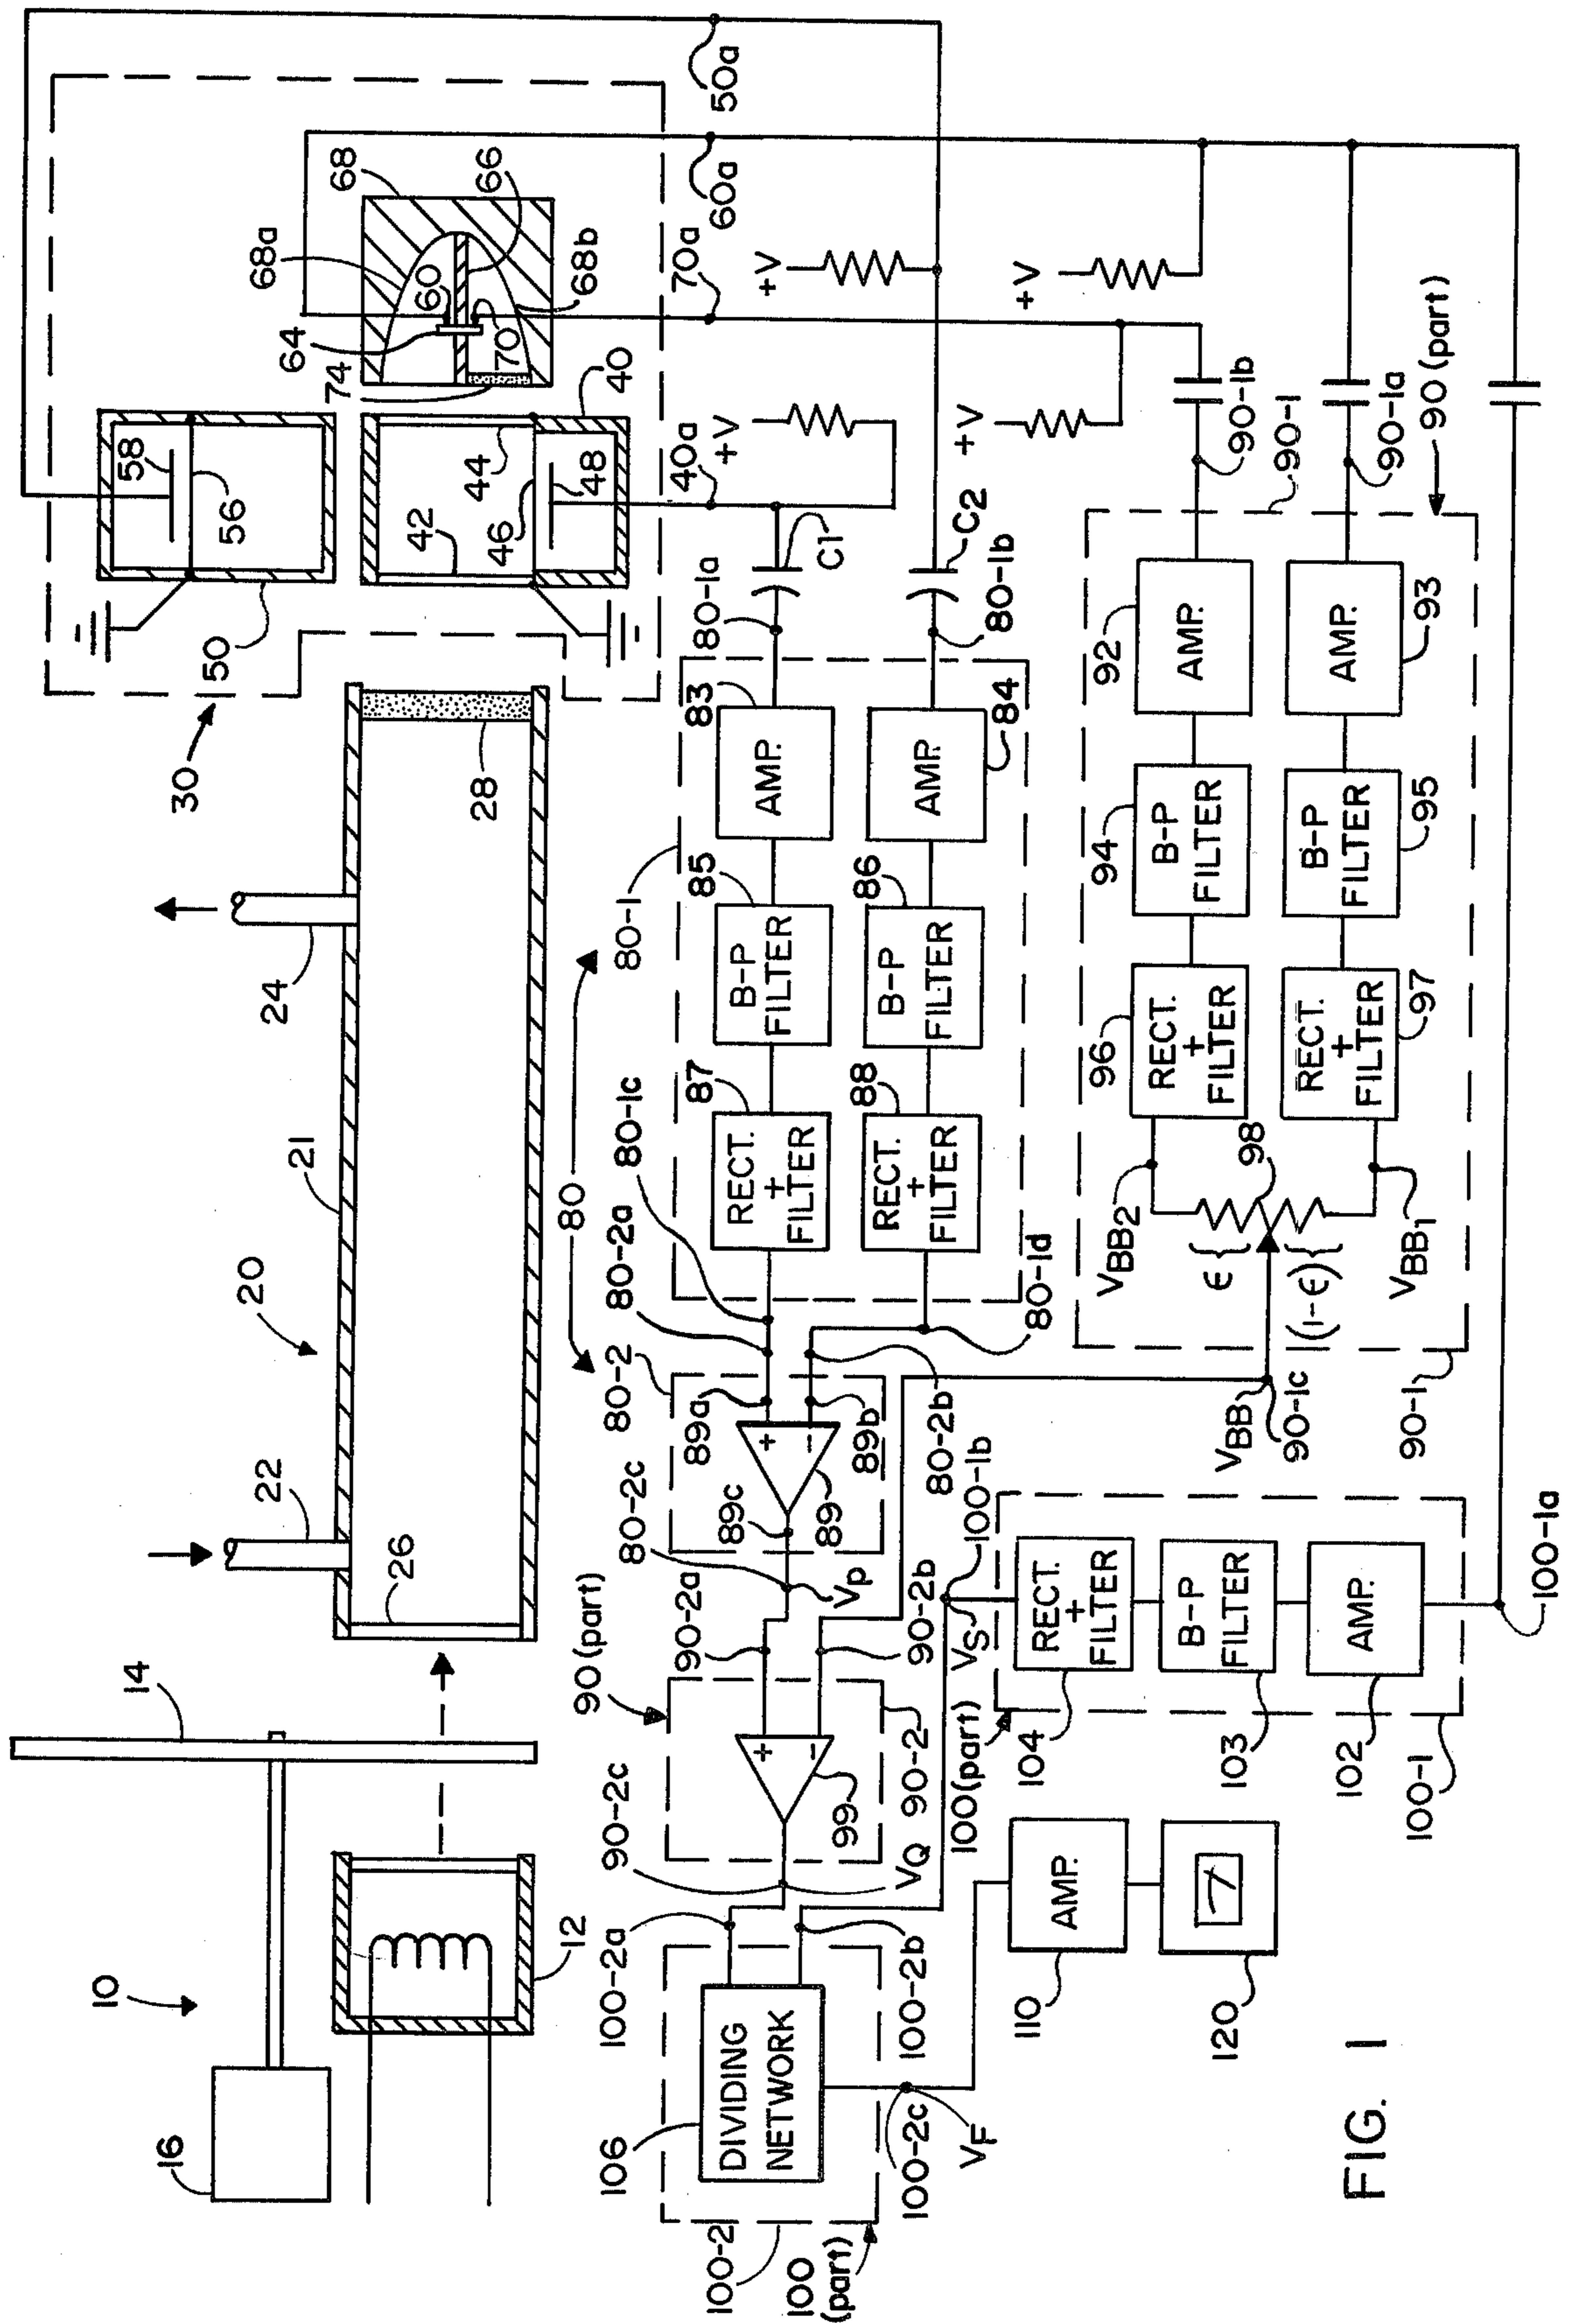 10
16
14
12
20
22
21
24
26
28
30
50
58
56
42
44
46
48
40
68a
68
60
64
66
74
70
68b
50a
60a
70a
40a
+V
+V
+V
+V
C1
C2
80
80-1
80-1a
80-1b
83
AMP.
85
B-P
FILTER
87
RECT.
+
FILTER
84
AMP.
86
B-P
FILTER
88
RECT.
+
FILTER
80-1c
80-1d
80-2a
80-2b
80-2
89a
89b
89c
89
+
−
80-2c
VP
90 (part)
90-2a
90-2b
90-2
99
+
−
90-2c
VQ
100-2a
100-2b
106
DIVIDING
NETWORK
100-2
100
(part)
100-2c
VF
110
AMP.
120
100 (part)
100-1
VS
100-1b
104
RECT.
+
FILTER
103
B-P
FILTER
102
AMP.
100-1a
90 (part)
90-1
90-1
90-1a
90-1b
92
AMP.
94
B-P
FILTER
96
RECT.
+
FILTER
93
AMP.
95
B-P
FILTER
97
RECT.
+
FILTER
98
VBB2
ϵ
(1-ϵ)
VBB1
VBB
90-1c
FIG. 1